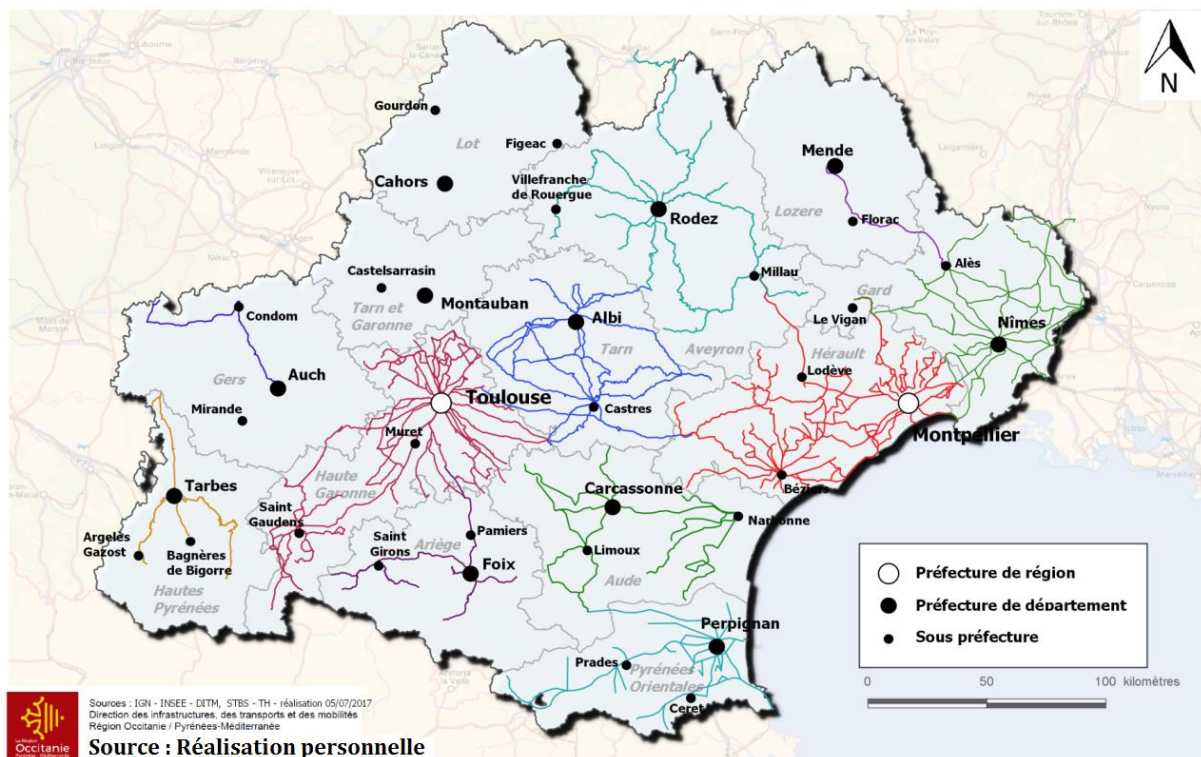 N
Gourdon
Lot
Figeac
Cahors
Villefranche
de Rouergue
Rodez
Mende
Lozere
Florac
Castelsarrasin
Montauban
Tarn et
Garonne
Millau
Alès
Gard
Le Vigan
Nîmes
Condom
Albi
Tarn
Aveyron
Hérault
Lodève
Gers
Auch
Mirande
Toulouse
Castres
Muret
Montpellier
Haute
Garonne
Tarbes
Carcassonne
Béziers
Saint
Gaudens
Narbonne
Argelès
Gazost
Bagnères
de Bigorre
Saint
Girons
Ariège
Pamiers
Foix
Limoux
Aude
Hautes
Pyrénées
Perpignan
Prades
Pyrénées
Orientales
Ceret
Préfecture de région
Préfecture de département
Sous préfecture
0 50 100 kilomètres
La Région
Occitanie
Pyrénées - Méditerranée
Sources : IGN - INSEE - DITM, STBS - TH - réalisation 05/07/2017
Direction des infrastructures, des transports et des mobilités
Région Occitanie / Pyrénées-Méditerranée
Source : Réalisation personnelle